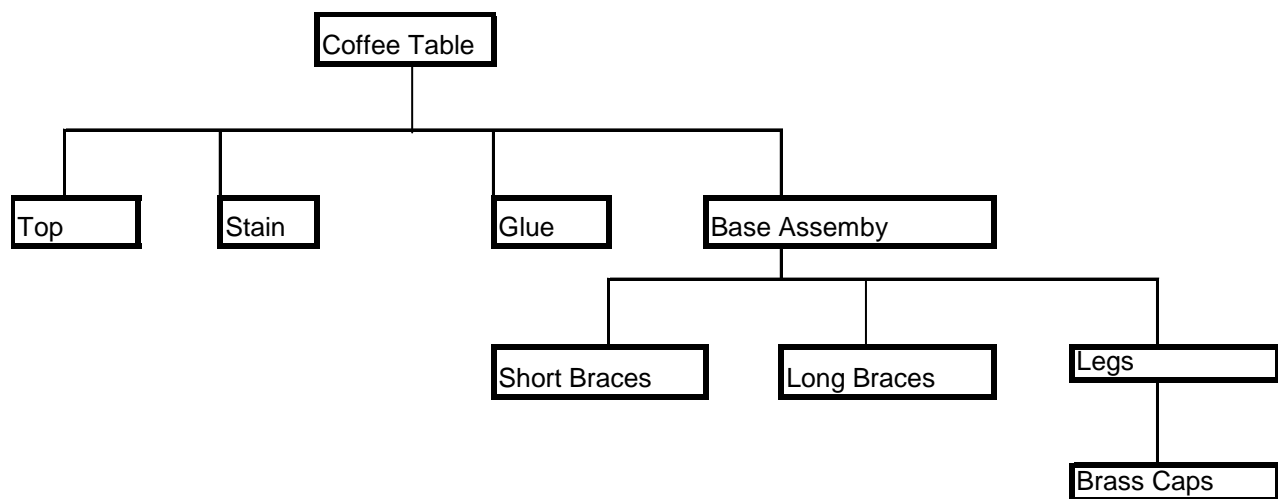 Coffee Table
Top
Stain
Glue
Base Assemby
Short Braces
Long Braces
Legs
Brass Caps